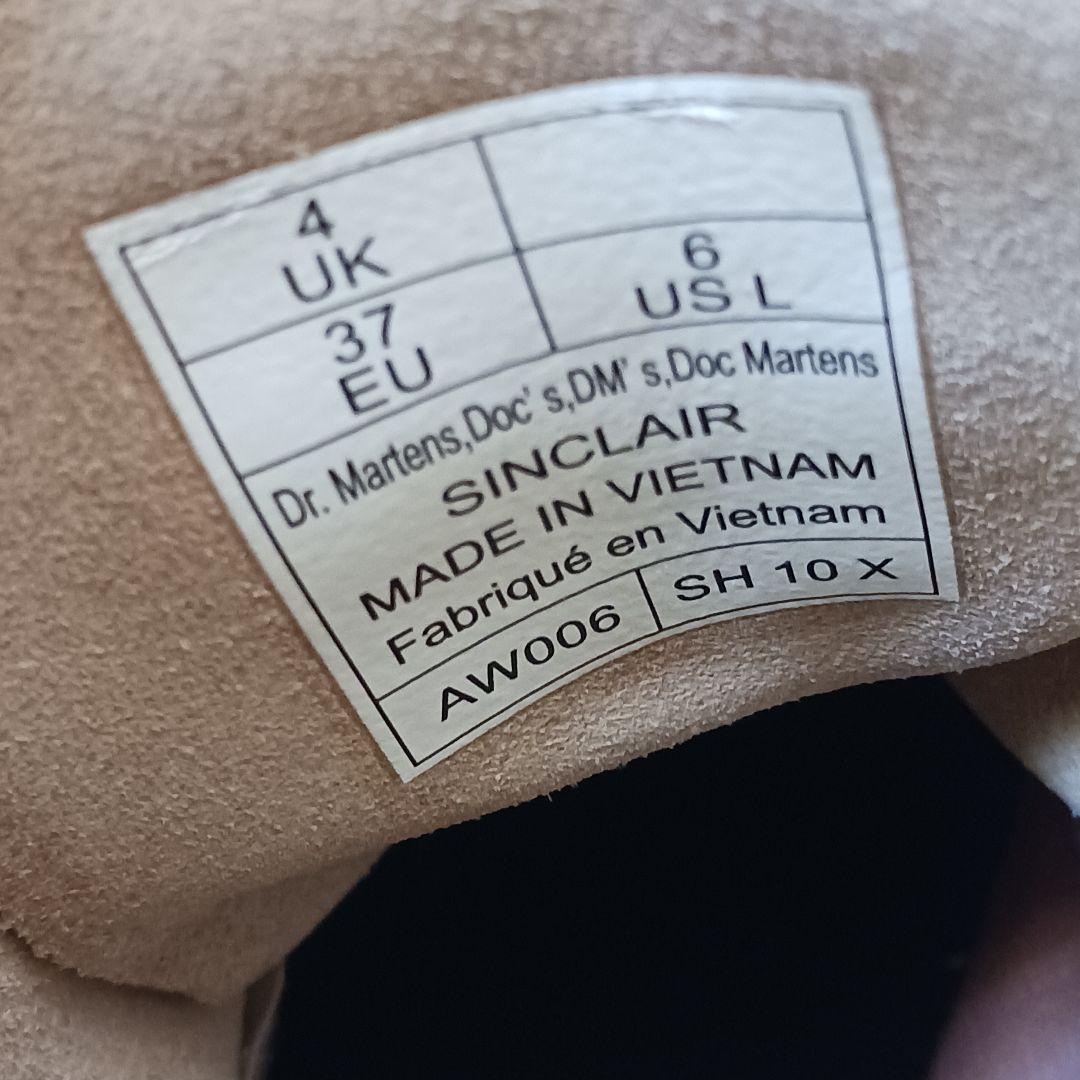 4
UK
6
US L
37
EU
Dr. Martens,Doc's,DM's,Doc Martens
SINCLAIR
MADE IN VIETNAM
Fabriqué en Vietnam
AW006
SH 10 X